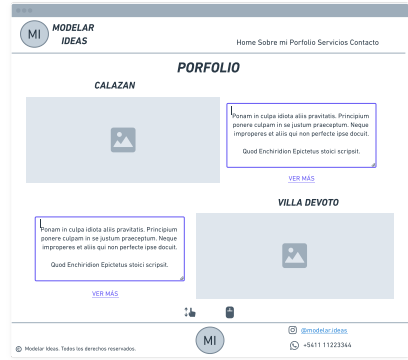 MI
MODELAR
IDEAS
Home Sobre mi Porfolio Servicios Contacto
PORFOLIO
CALAZAN
Ponam in culpa idiota aliis pravitatis. Principium
ponere culpam in se justum praeceptum. Neque
improperes et aliis qui non perfecte ipse docuit.
Quod Enchiridion Epictetus stoici scripsit.
VER MÁS
VILLA DEVOTO
Ponam in culpa idiota aliis pravitatis. Principium
ponere culpam in se justum praeceptum. Neque
improperes et aliis qui non perfecte ipse docuit.
Quod Enchiridion Epictetus stoici scripsit.
VER MÁS
© Modelar Ideas. Todos los derechos reservados.
MI
@modelar.ideas
+5411 11223344